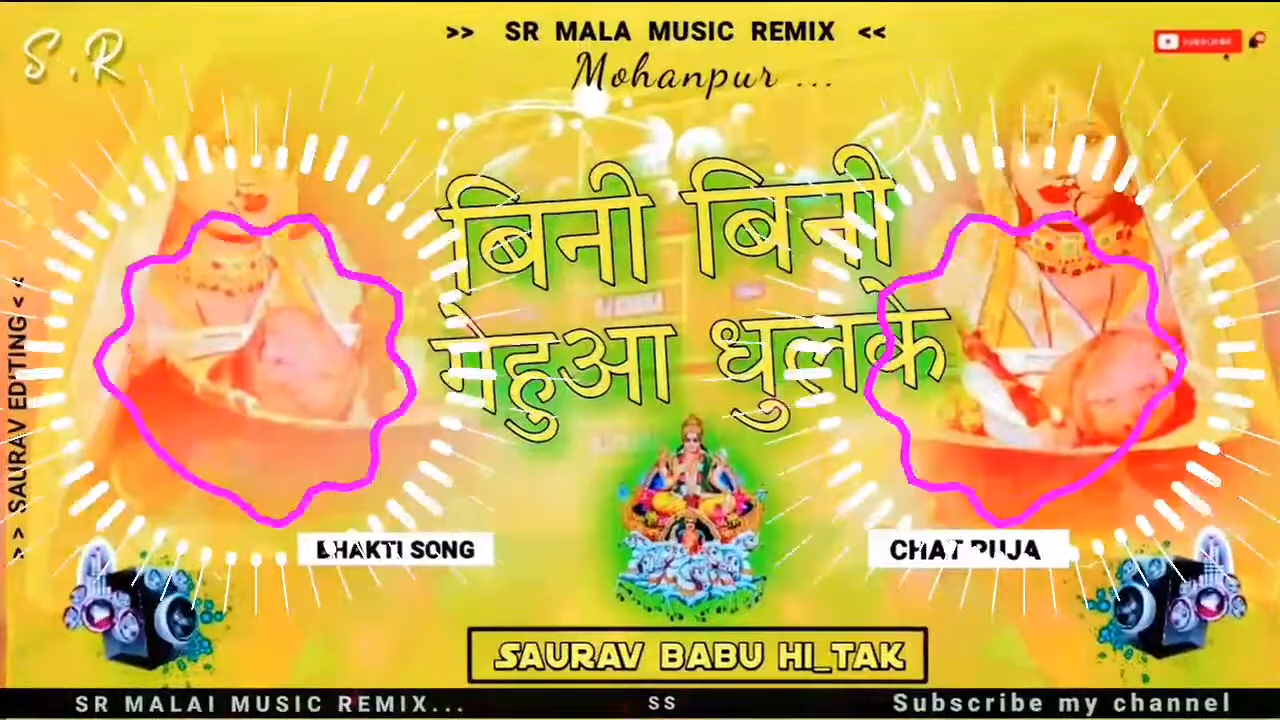 S.R
>> SR MALA MUSIC REMIX <<
Mohanpur ...
SUBSCRIBE
बिनी बिनी
गेहुआ धुलके
>> SAURAV EDITING <<
BHAKTI SONG
CHAT PUJA
SAURAV BABU HI_TAK
SR MALAI MUSIC REMIX...
SS
Subscribe my channel